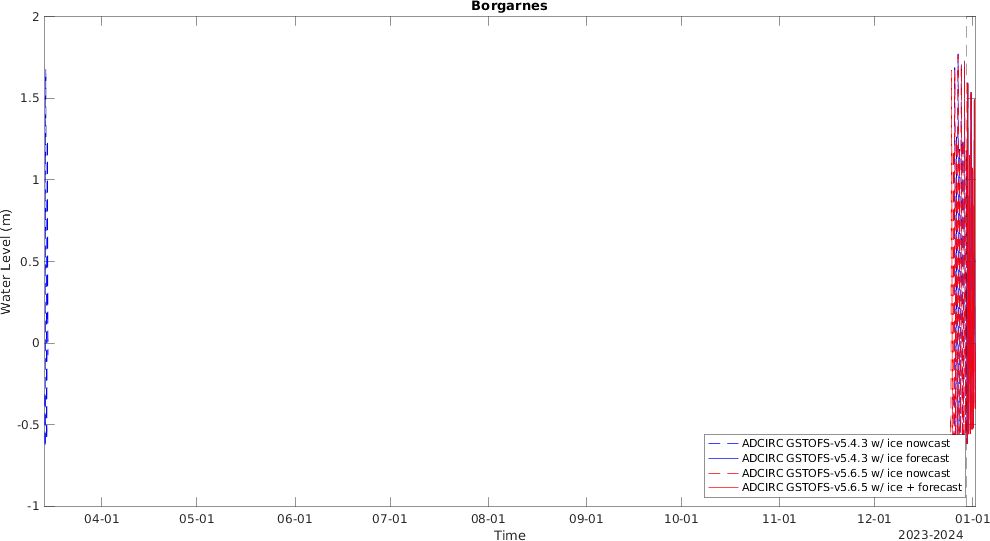 Borgarnes
2
1.5
1
0.5
0
-0.5
-1
Water Level (m)
ADCIRC GSTOFS-v5.4.3 w/ ice nowcast
ADCIRC GSTOFS-v5.4.3 w/ ice forecast
ADCIRC GSTOFS-v5.6.5 w/ ice nowcast
ADCIRC GSTOFS-v5.6.5 w/ ice + forecast
04-01 05-01 06-01 07-01 08-01 09-01 10-01 11-01 12-01 01-01
Time
2023-2024